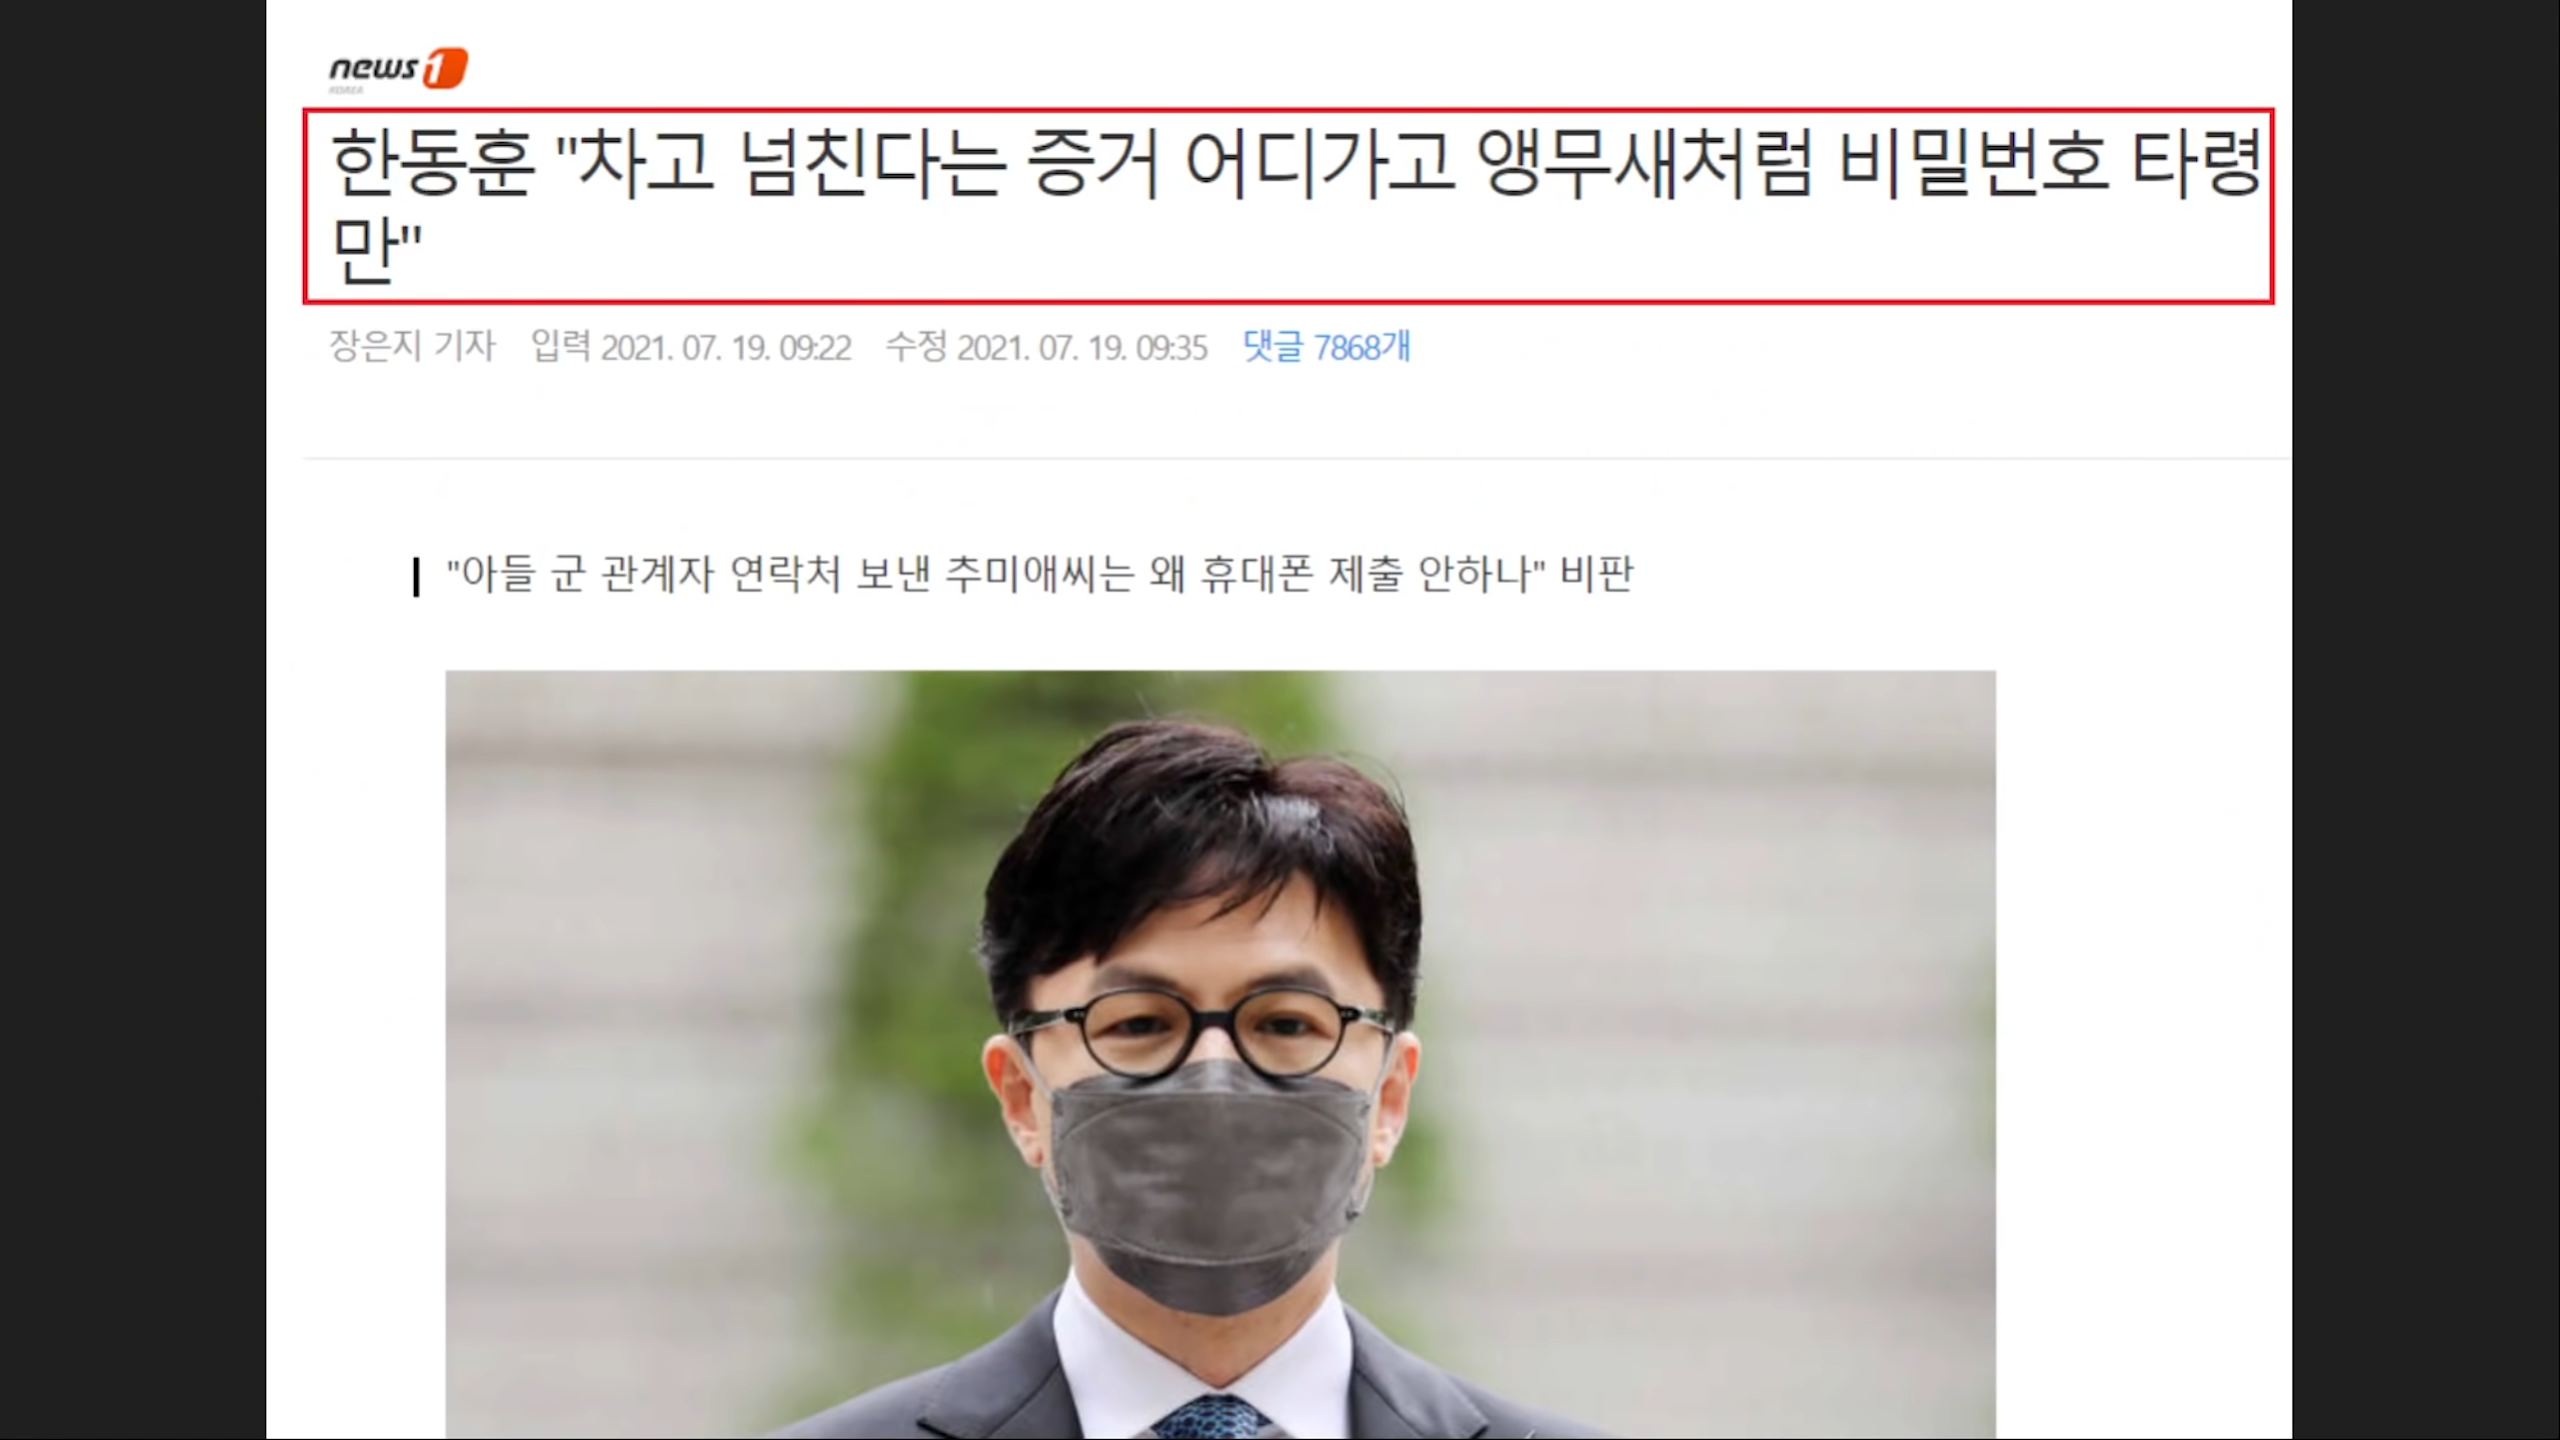 news1
KOREA
한동훈 "차고 넘친다는 증거 어디가고 앵무새처럼 비밀번호 타령
만"
장은지 기자 입력 2021. 07. 19. 09:22 수정 2021. 07. 19. 09:35 댓글 7868개
"아들 군 관계자 연락처 보낸 추미애씨는 왜 휴대폰 제출 안하나" 비판